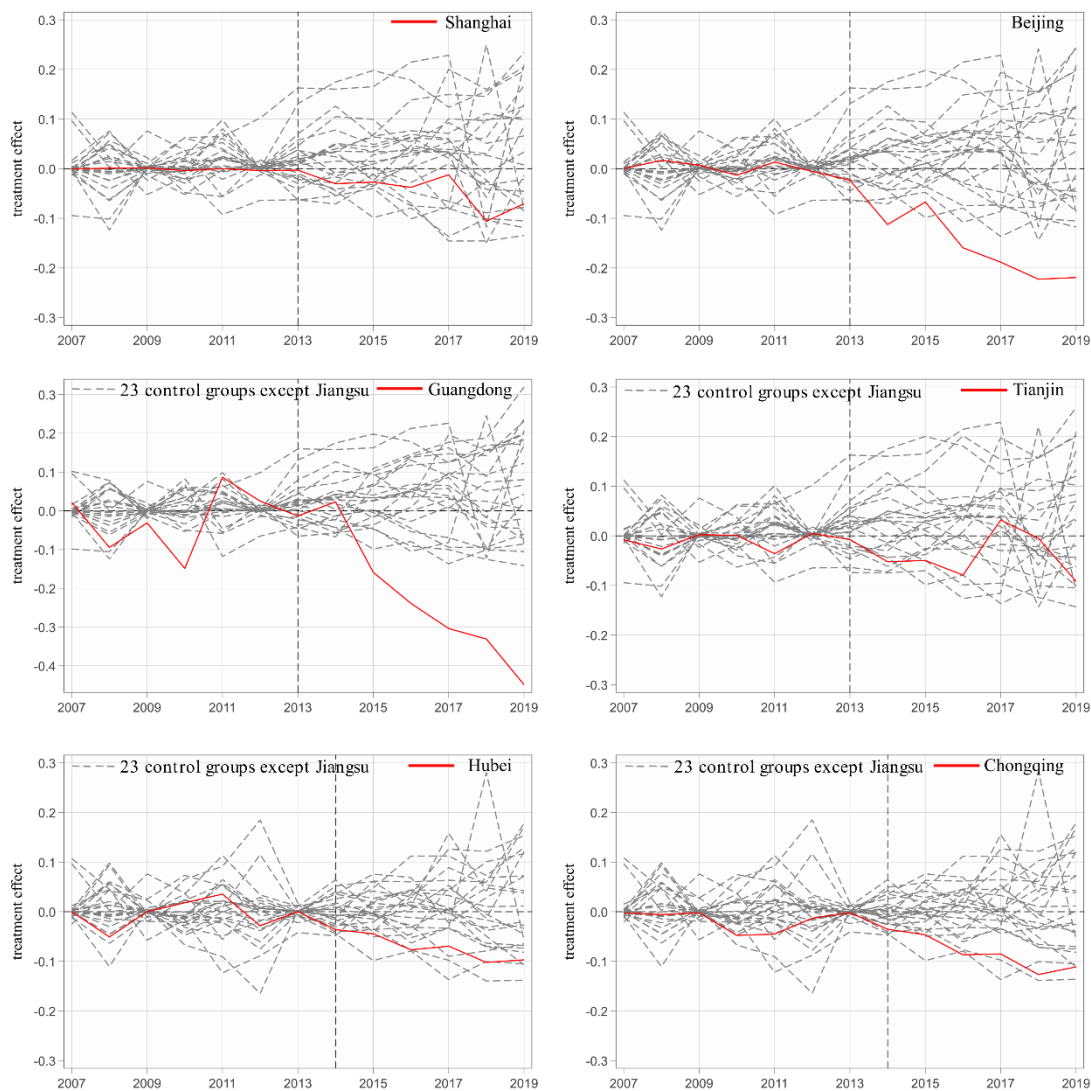 Shanghai
0.3
0.2
0.1
0.0
-0.1
-0.2
-0.3
treatment effect
2007 2009 2011 2013 2015 2017 2019
Beijing
0.3
0.2
0.1
0.0
-0.1
-0.2
-0.3
treatment effect
2007 2009 2011 2013 2015 2017 2019
23 control groups except Jiangsu Guangdong
0.3
0.2
0.1
0.0
-0.1
-0.2
-0.3
-0.4
treatment effect
2007 2009 2011 2013 2015 2017 2019
23 control groups except Jiangsu Tianjin
0.3
0.2
0.1
0.0
-0.1
-0.2
-0.3
treatment effect
2007 2009 2011 2013 2015 2017 2019
23 control groups except Jiangsu Hubei
0.3
0.2
0.1
0.0
-0.1
-0.2
-0.3
treatment effect
2007 2009 2011 2013 2015 2017 2019
23 control groups except Jiangsu Chongqing
0.3
0.2
0.1
0.0
-0.1
-0.2
-0.3
treatment effect
2007 2009 2011 2013 2015 2017 2019